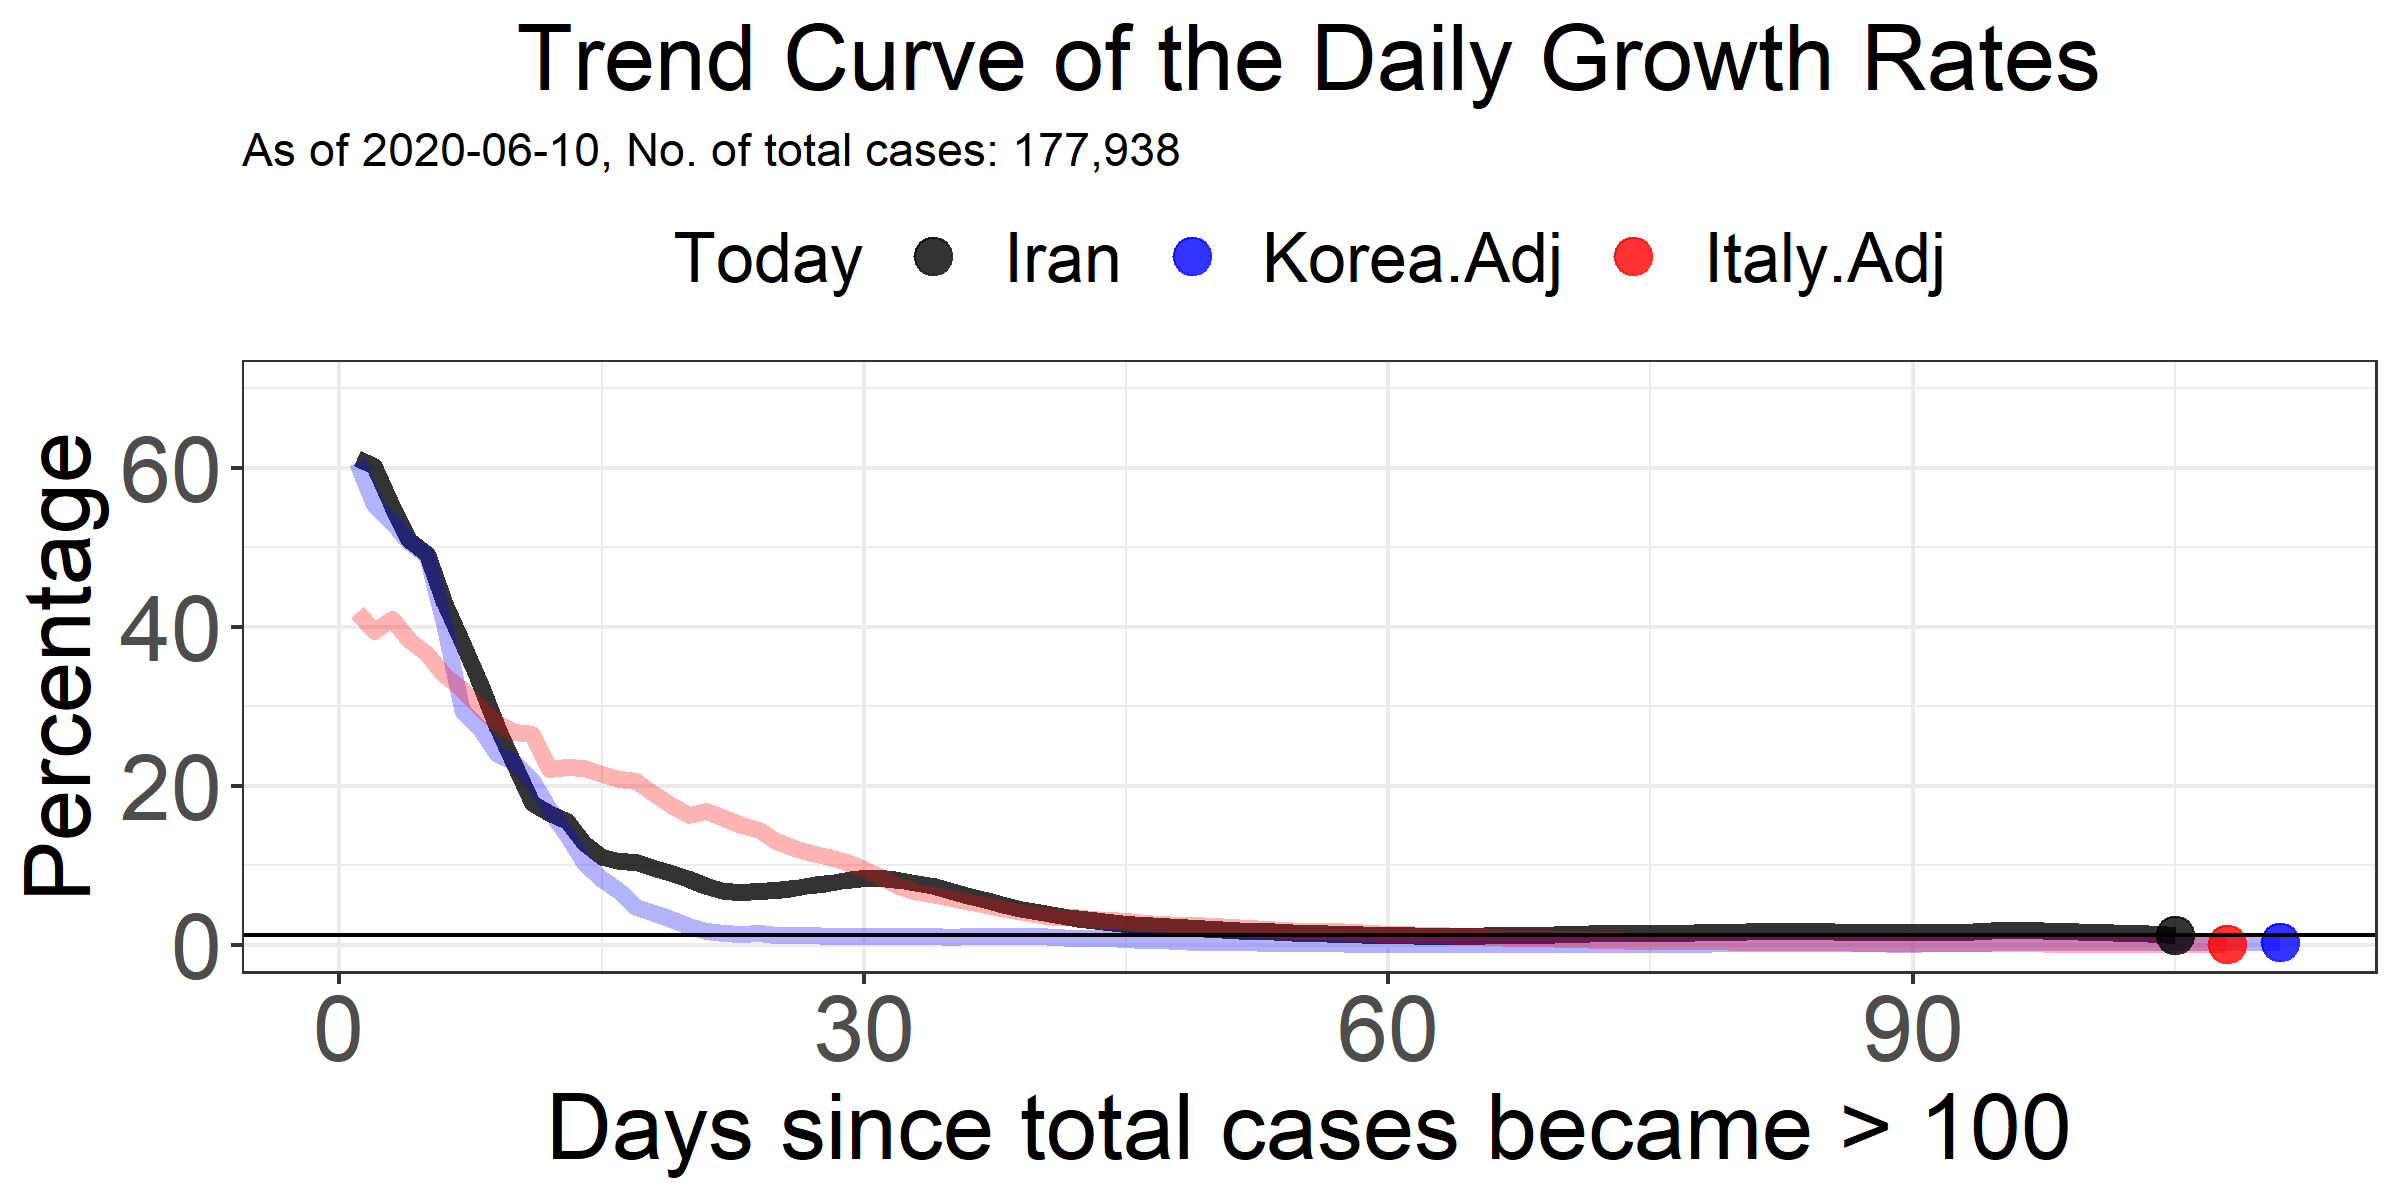 Trend Curve of the Daily Growth Rates
As of 2020-06-10, No. of total cases: 177,938
Today Iran Korea.Adj Italy.Adj
Percentage
60
40
20
0
0 30 60 90
Days since total cases became > 100